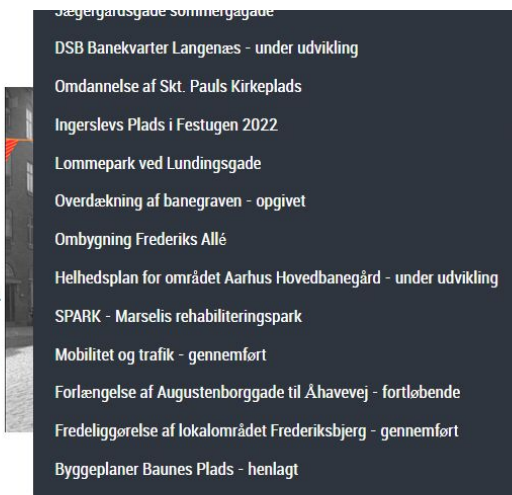 Jægergårdsgade sommergågade
DSB Banekvarter Langenæs - under udvikling
Omdannelse af Skt. Pauls Kirkeplads
Ingerslevs Plads i Festugen 2022
Lommepark ved Lundingsgade
Overdækning af banegraven - opgivet
Ombygning Frederiks Allé
Helhedsplan for området Aarhus Hovedbanegård - under udvikling
SPARK - Marselis rehabiliteringspark
Mobilitet og trafik - gennemført
Forlængelse af Augustenborggade til Åhavevej - fortløbende
Fredeliggørelse af lokalområdet Frederiksbjerg - gennemført
Byggeplaner Baunes Plads - henlagt